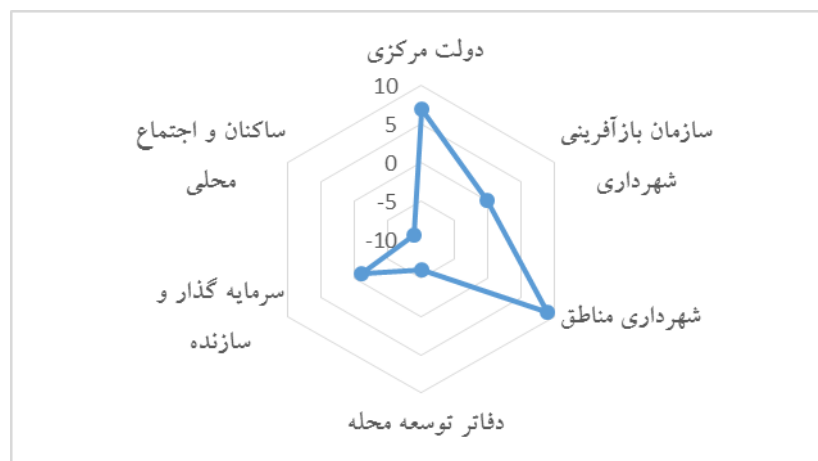 دولت مرکزی
10
5
0
-5
-10
سازمان بازآفرینی
شهرداری
شهرداری مناطق
دفاتر توسعه محله
سرمایه گذار و
سازنده
ساکنان و اجتماع
محلی